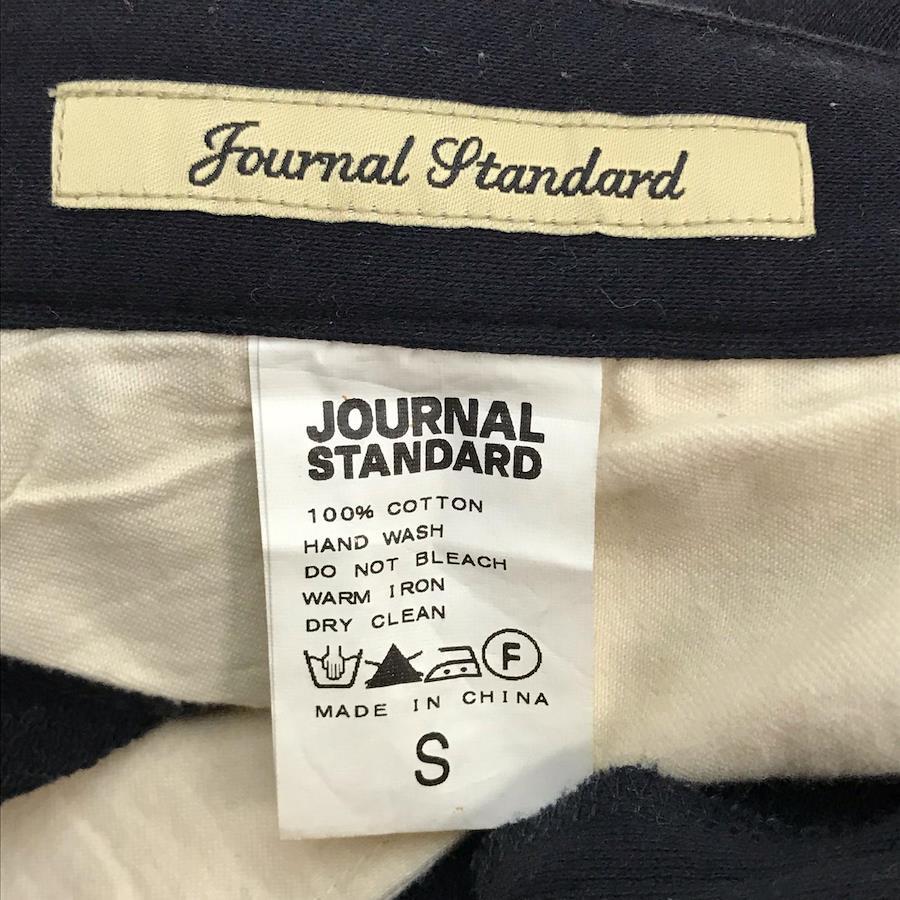 Journal Standard
JOURNAL
STANDARD
100% COTTON
HAND WASH
DO NOT BLEACH
WARM IRON
DRY CLEAN
F
MADE IN CHINA
S